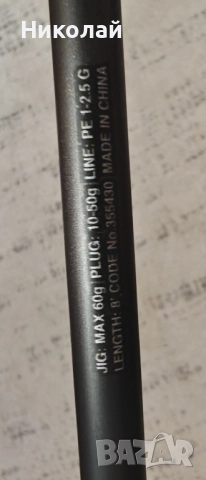 Николай
JIG: MAX 60g PLUG: 10-50g LINE: PE 1-2.5 G
LENGTH: 8' CODE No.355430 MADE IN CHINA
BAZAR